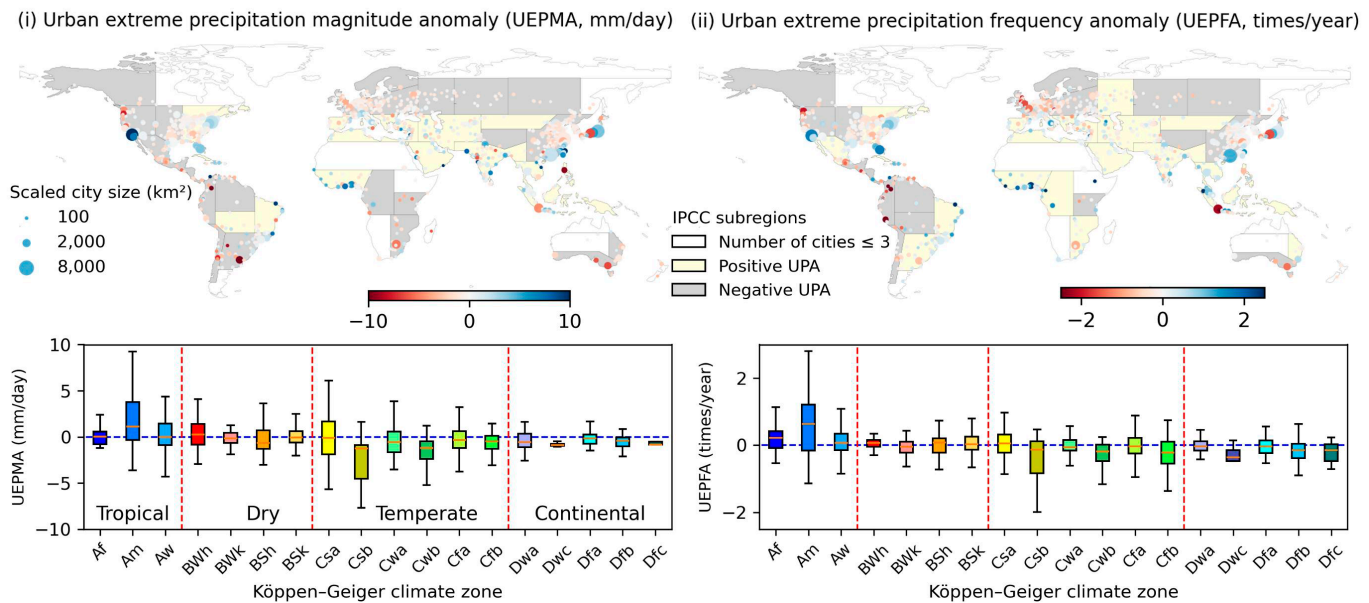 (i) Urban extreme precipitation magnitude anomaly (UEPMA, mm/day)
(ii) Urban extreme precipitation frequency anomaly (UEPFA, times/year)
Scaled city size (km²)
100
2,000
8,000
−10 0 10
IPCC subregions
Number of cities ≤ 3
Positive UPA
Negative UPA
−2 0 2
UEPMA (mm/day)
10
5
0
−5
−10
Tropical Dry Temperate Continental
Af Am Aw BWh BWk BSh BSk Csa Csb Cwa Cwb Cfa Cfb Dwa Dwc Dfa Dfb Dfc
Köppen–Geiger climate zone
UEPFA (times/year)
2
0
−2
Af Am Aw BWh BWk BSh BSk Csa Csb Cwa Cwb Cfa Cfb Dwa Dwc Dfa Dfb Dfc
Köppen–Geiger climate zone